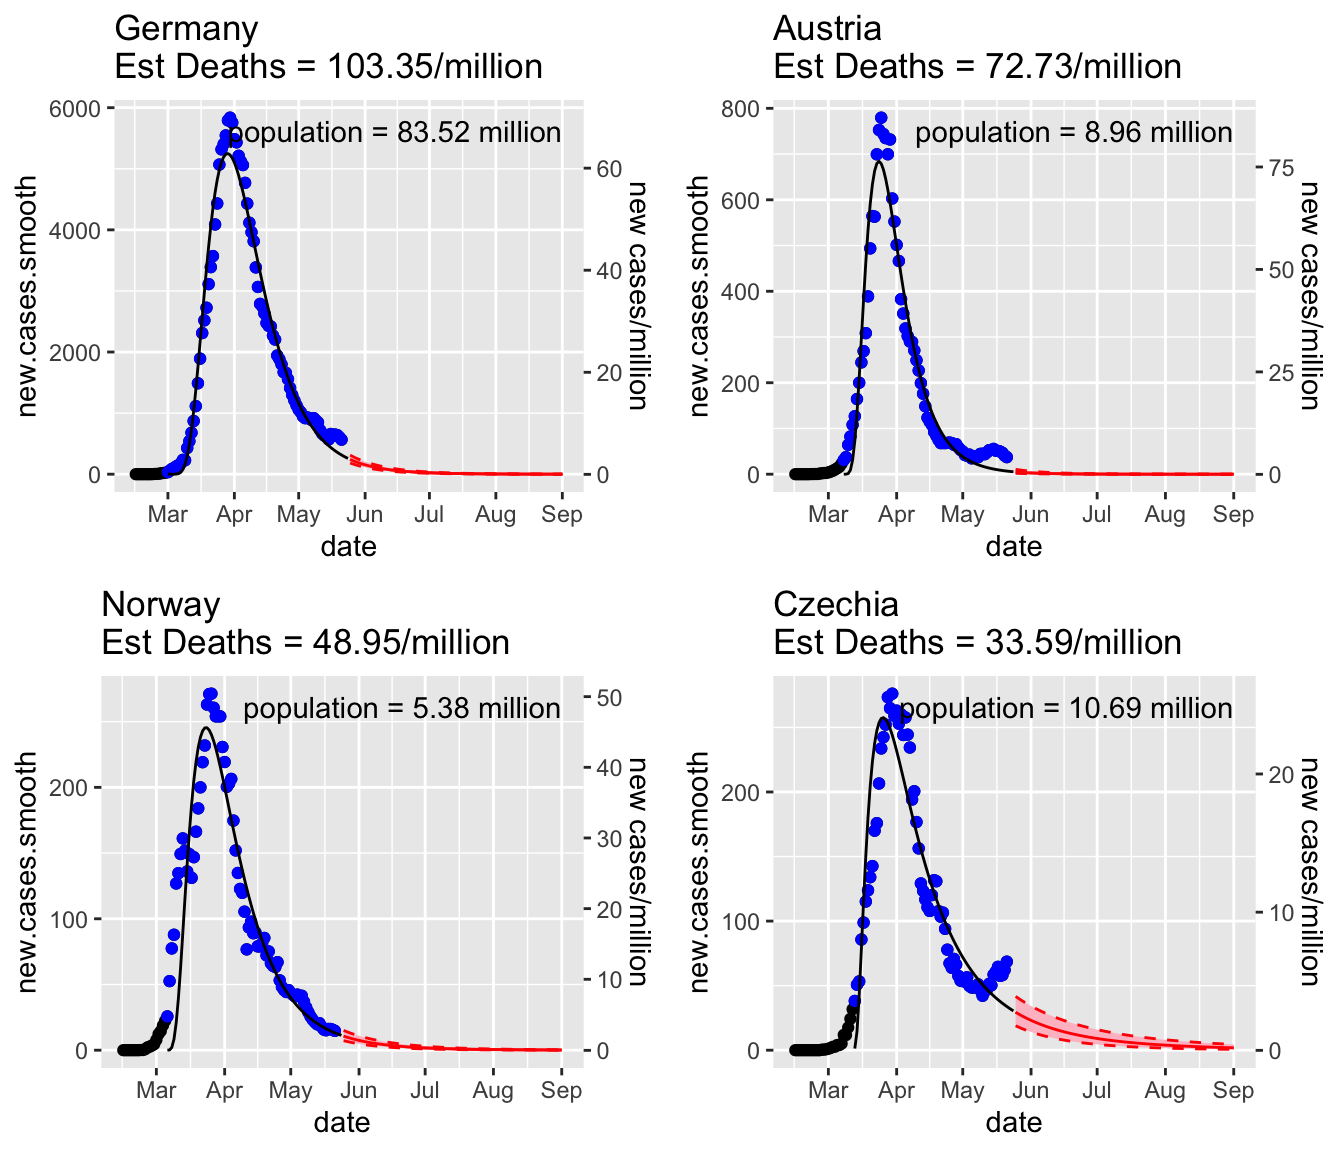 Germany
Est Deaths = 103.35/million
population = 83.52 million
new.cases.smooth
6000
4000
2000
0
60
40
20
0
new cases/million
Mar Apr May Jun Jul Aug Sep
date
Austria
Est Deaths = 72.73/million
population = 8.96 million
new.cases.smooth
800
600
400
200
0
75
50
25
0
new cases/million
Mar Apr May Jun Jul Aug Sep
date
Norway
Est Deaths = 48.95/million
population = 5.38 million
new.cases.smooth
200
100
0
50
40
30
20
10
0
new cases/million
Mar Apr May Jun Jul Aug Sep
date
Czechia
Est Deaths = 33.59/million
population = 10.69 million
new.cases.smooth
200
100
0
20
10
0
new cases/million
Mar Apr May Jun Jul Aug Sep
date